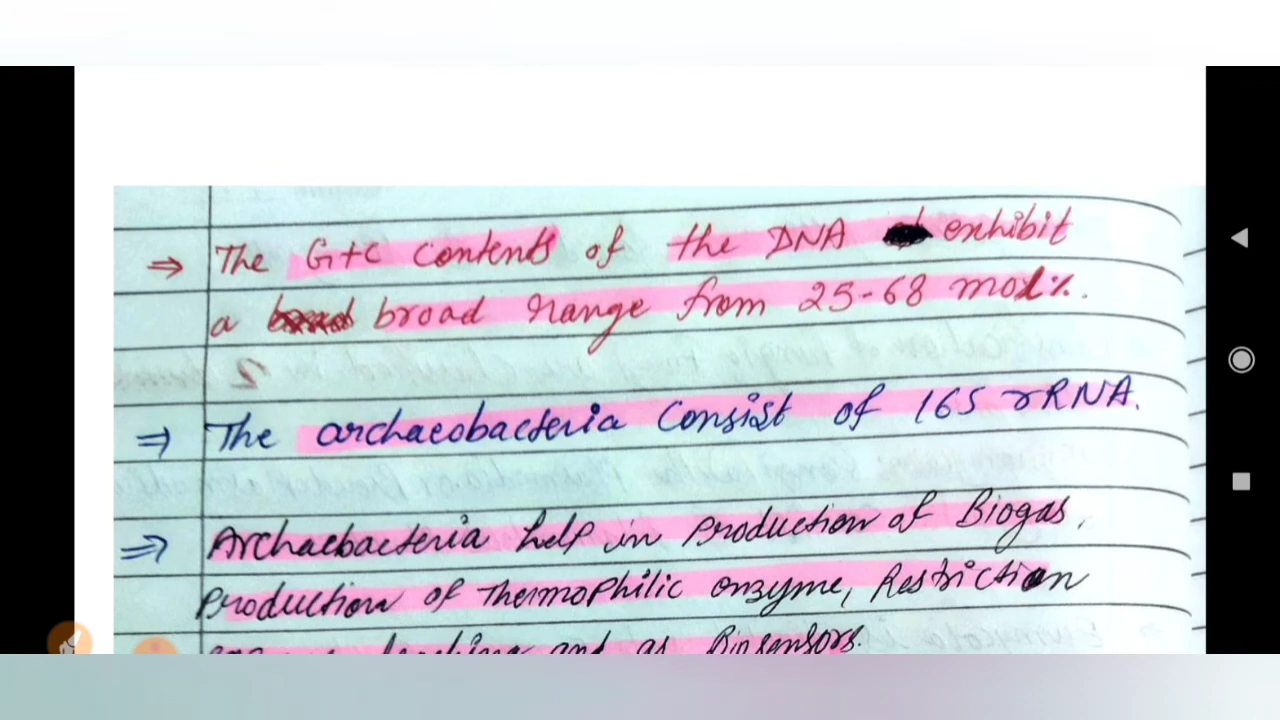 ⇒ The G+C contents of the DNA exhibit
a broad range from 25-68 mol%.
⇒ The archaeobacteria Consist of 16S rRNA.
⇒ Archaebacteria help in Production of Biogas,
Production of Thermophilic enzyme, Restriction
and as Biosensors.